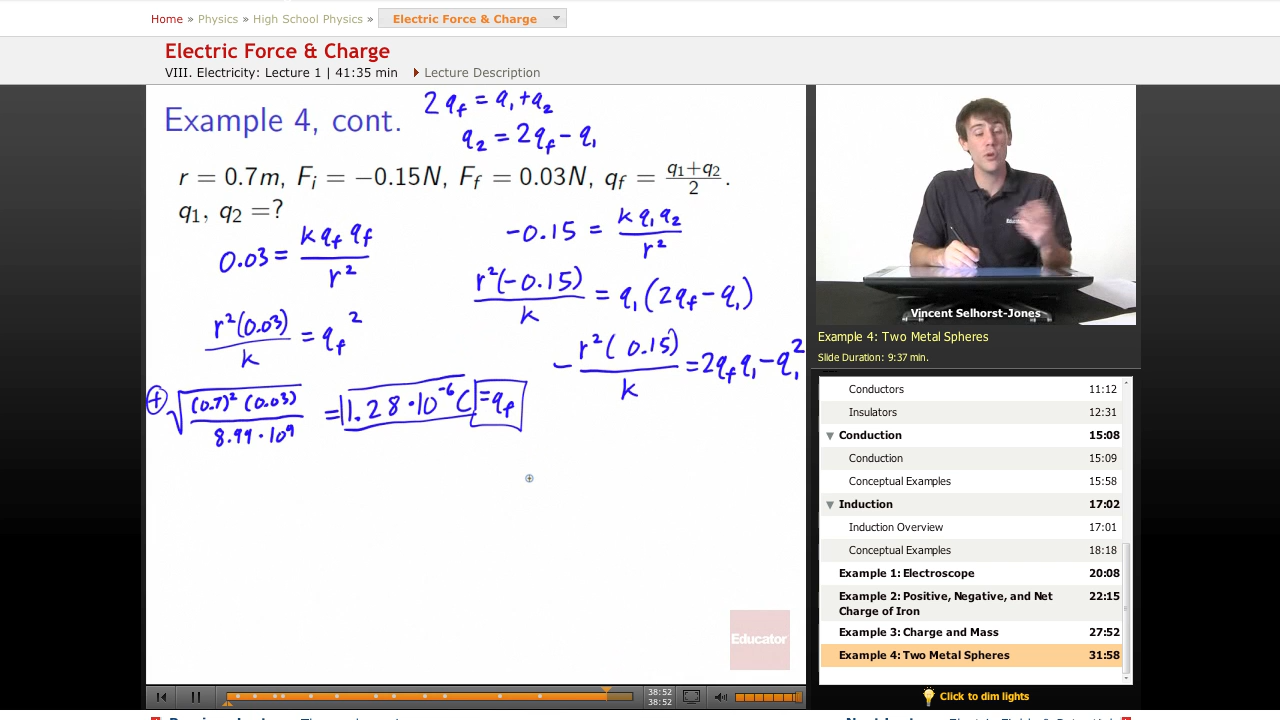 Home » Physics » High School Physics » Electric Force & Charge
Electric Force & Charge
VIII. Electricity: Lecture 1 | 41:35 min Lecture Description
Example 4, cont.
2q_f = q_1 + q_2
q_2 = 2q_f - q_1
r = 0.7m, F_i = −0.15N, F_f = 0.03N, q_f = (q_1+q_2)/2.
q_1, q_2 =?
0.03 = (k q_f q_f)/r²
r²(0.03)/k = q_f²
+ √((0.7)² (0.03)/(8.99 · 10⁹)) = 1.28 · 10⁻⁶ C = q_f
-0.15 = (k q_1 q_2)/r²
r²(-0.15)/k = q_1 (2q_f - q_1)
- r²(0.15)/k = 2q_f q_1 - q_1²
Educator
Vincent Selhorst-Jones
Example 4: Two Metal Spheres
Slide Duration: 9:37 min.
Conductors 11:12
Insulators 12:31
Conduction 15:08
Conduction 15:09
Conceptual Examples 15:58
Induction 17:02
Induction Overview 17:01
Conceptual Examples 18:18
Example 1: Electroscope 20:08
Example 2: Positive, Negative, and Net 22:15
Charge of Iron
Example 3: Charge and Mass 27:52
Example 4: Two Metal Spheres 31:58
38:52
38:52
Click to dim lights